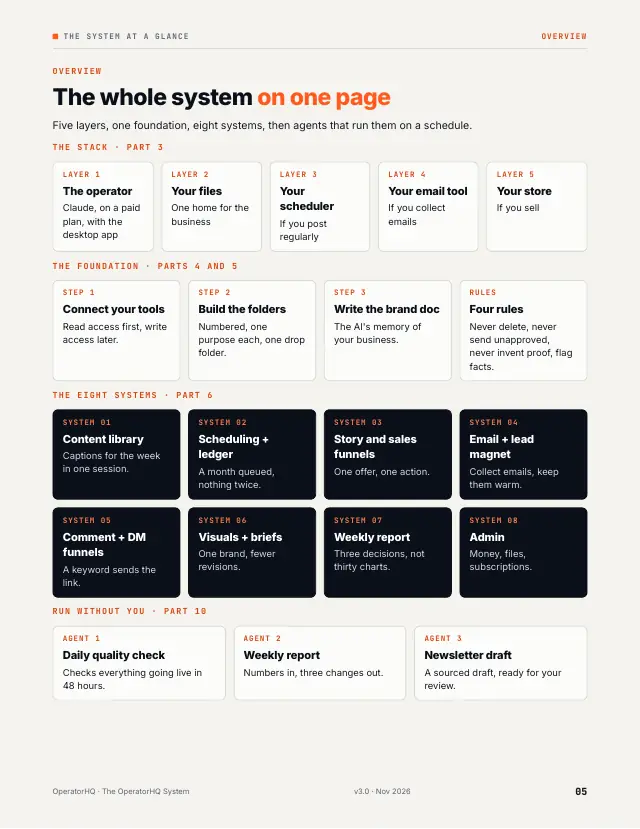 THE SYSTEM AT A GLANCE
OVERVIEW
OVERVIEW
The whole system on one page
Five layers, one foundation, eight systems, then agents that run them on a schedule.
THE STACK · PART 3
LAYER 1
The operator
Claude, on a paid
plan, with the
desktop app
LAYER 2
Your files
One home for the
business
LAYER 3
Your
scheduler
If you post
regularly
LAYER 4
Your email tool
If you collect
emails
LAYER 5
Your store
If you sell
THE FOUNDATION · PARTS 4 AND 5
STEP 1
Connect your tools
Read access first, write
access later.
STEP 2
Build the folders
Numbered, one
purpose each, one drop
folder.
STEP 3
Write the brand doc
The AI's memory of
your business.
RULES
Four rules
Never delete, never
send unapproved,
never invent proof, flag
facts.
THE EIGHT SYSTEMS · PART 6
SYSTEM 01
Content library
Captions for the week
in one session.
SYSTEM 02
Scheduling +
ledger
A month queued,
nothing twice.
SYSTEM 03
Story and sales
funnels
One offer, one action.
SYSTEM 04
Email + lead
magnet
Collect emails, keep
them warm.
SYSTEM 05
Comment + DM
funnels
A keyword sends the
link.
SYSTEM 06
Visuals + briefs
One brand, fewer
revisions.
SYSTEM 07
Weekly report
Three decisions, not
thirty charts.
SYSTEM 08
Admin
Money, files,
subscriptions.
RUN WITHOUT YOU · PART 10
AGENT 1
Daily quality check
Checks everything going live in
48 hours.
AGENT 2
Weekly report
Numbers in, three changes out.
AGENT 3
Newsletter draft
A sourced draft, ready for your
review.
OperatorHQ · The OperatorHQ System
v3.0 · Nov 2026
05